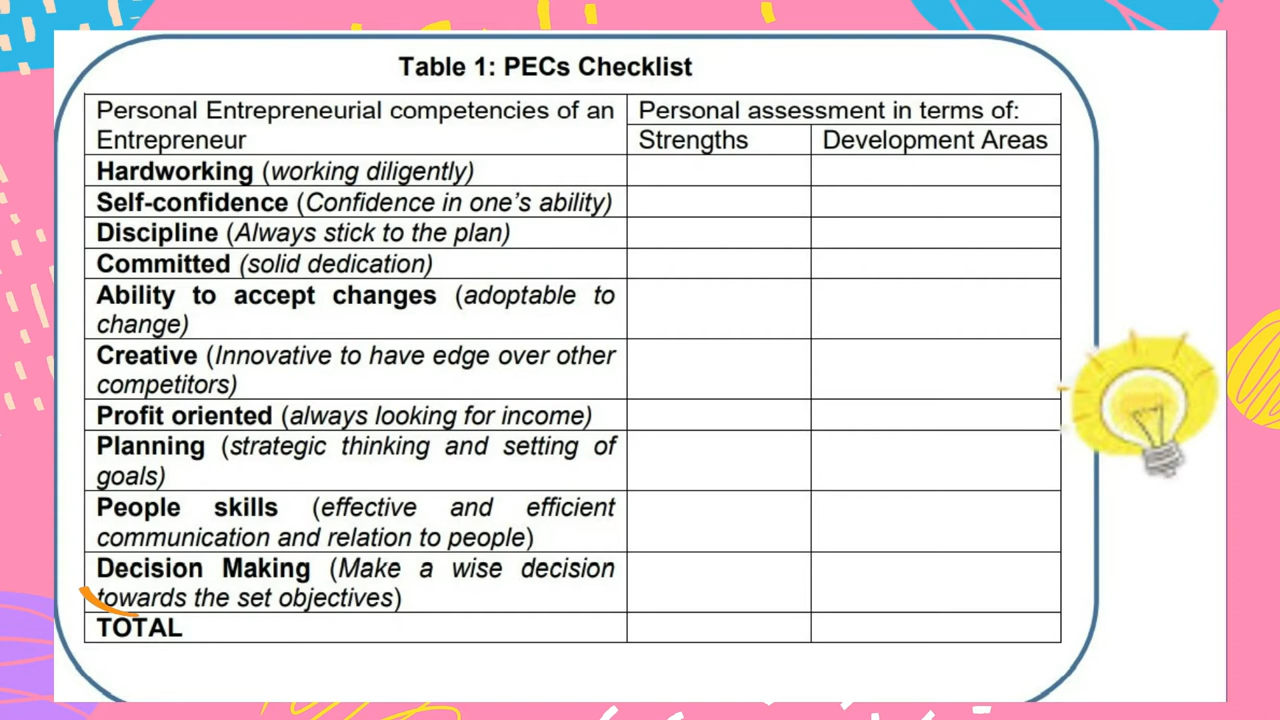 Table 1: PECs Checklist
Personal Entrepreneurial competencies of an
Entrepreneur
Personal assessment in terms of:
Strengths
Development Areas
Hardworking (working diligently)
Self-confidence (Confidence in one's ability)
Discipline (Always stick to the plan)
Committed (solid dedication)
Ability to accept changes (adoptable to
change)
Creative (Innovative to have edge over other
competitors)
Profit oriented (always looking for income)
Planning (strategic thinking and setting of
goals)
People skills (effective and efficient
communication and relation to people)
Decision Making (Make a wise decision
towards the set objectives)
TOTAL